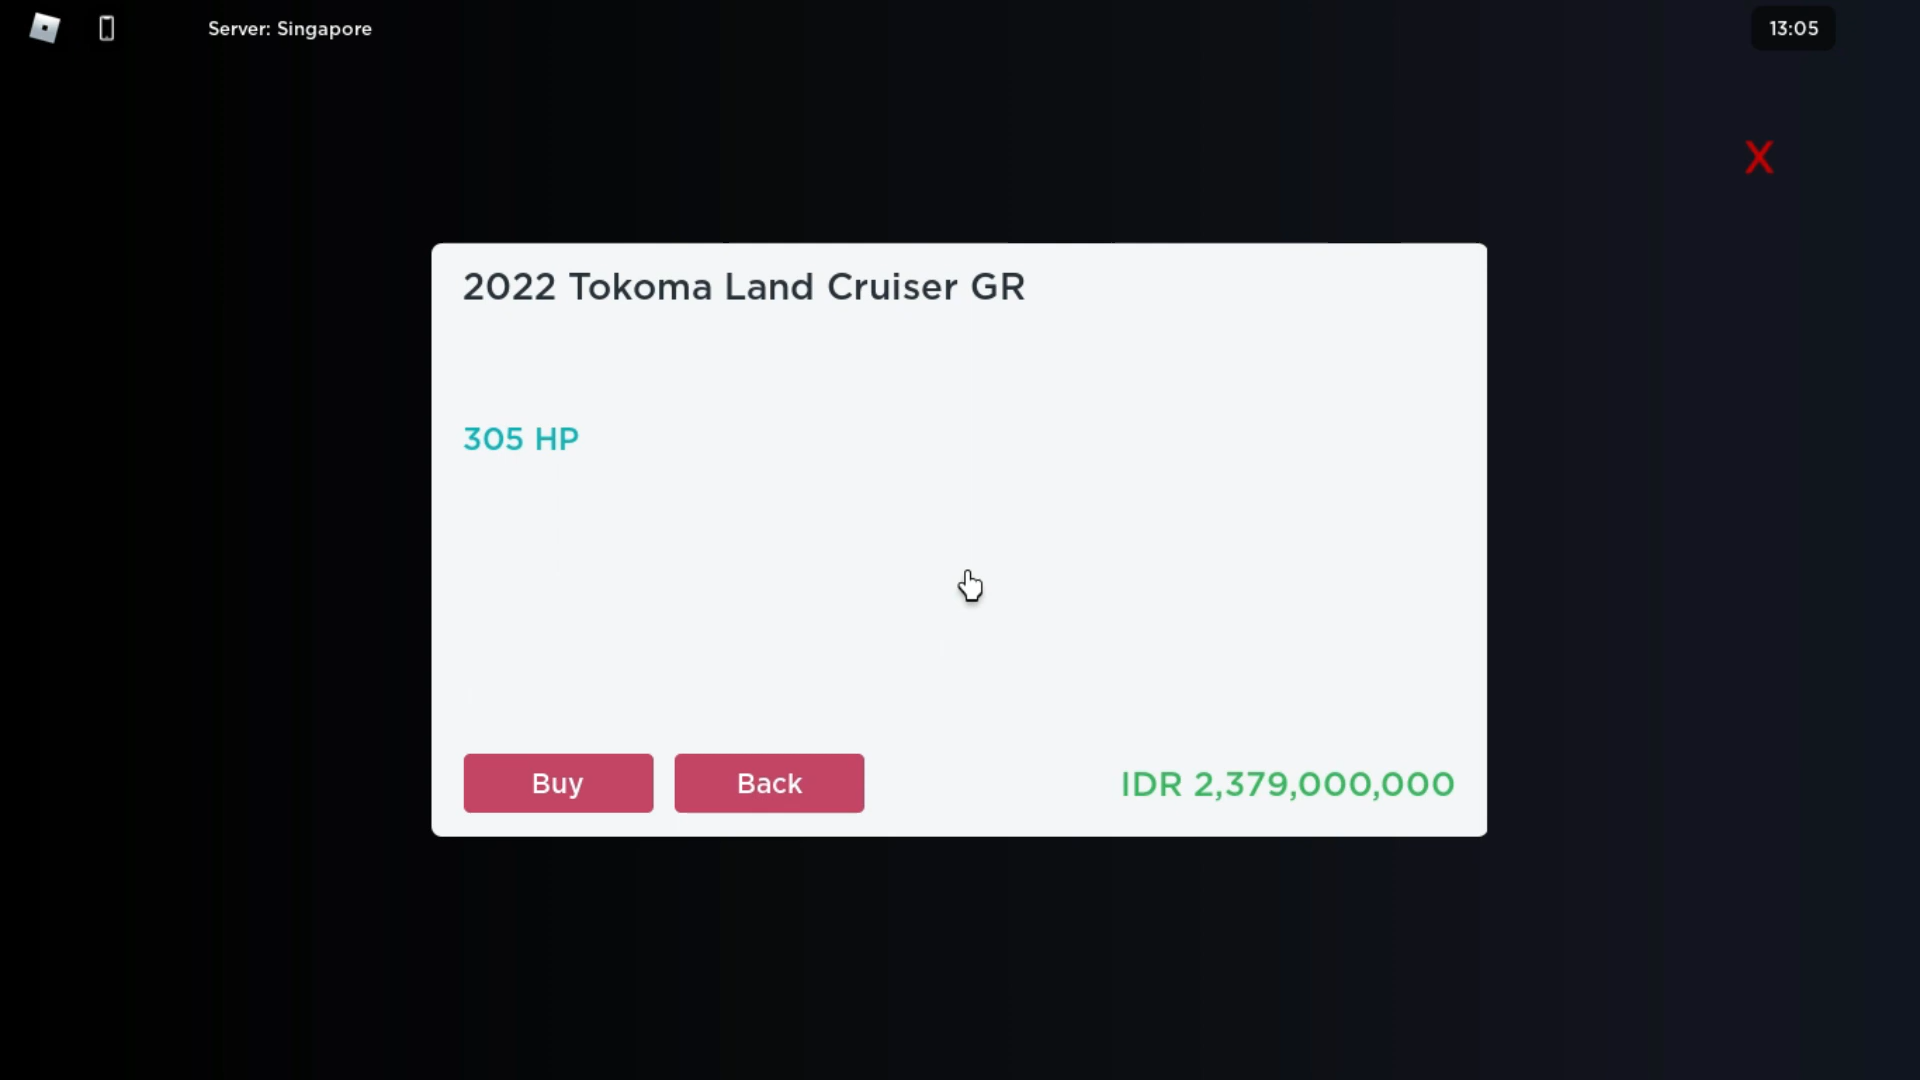 Server: Singapore
13:05
X
2022 Tokoma Land Cruiser GR
305 HP
Buy
Back
IDR 2,379,000,000